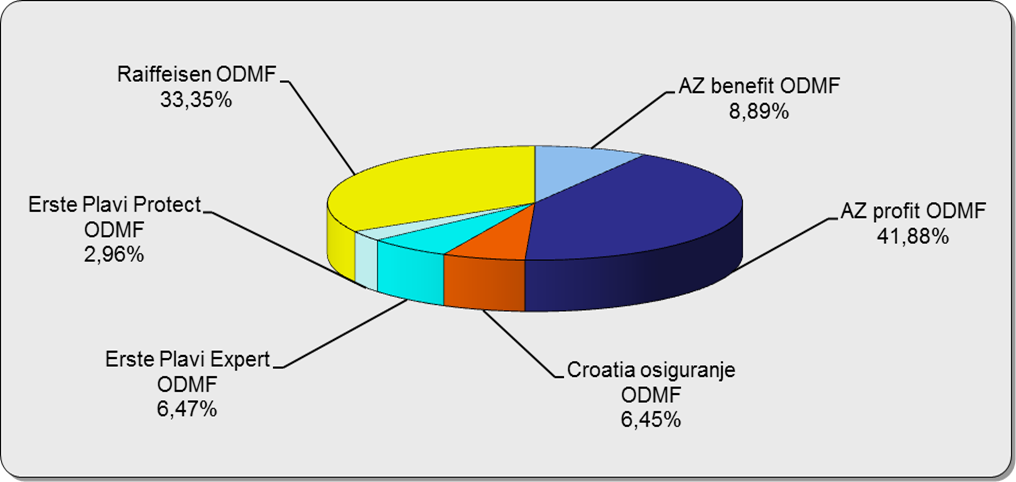 Raiffeisen ODMF
33,35%
AZ benefit ODMF
8,89%
Erste Plavi Protect
ODMF
2,96%
AZ profit ODMF
41,88%
Erste Plavi Expert
ODMF
6,47%
Croatia osiguranje
ODMF
6,45%